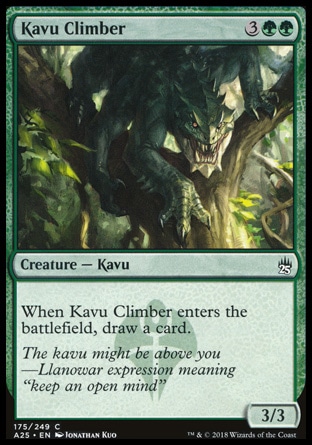 Kavu Climber 3
Creature — Kavu
25
When Kavu Climber enters the
battlefield, draw a card.
The kavu might be above you
—Llanowar expression meaning
“keep an open mind”
3/3
175/249 C
A25 • EN Jonathan Kuo
™ & © 2018 Wizards of the Coast